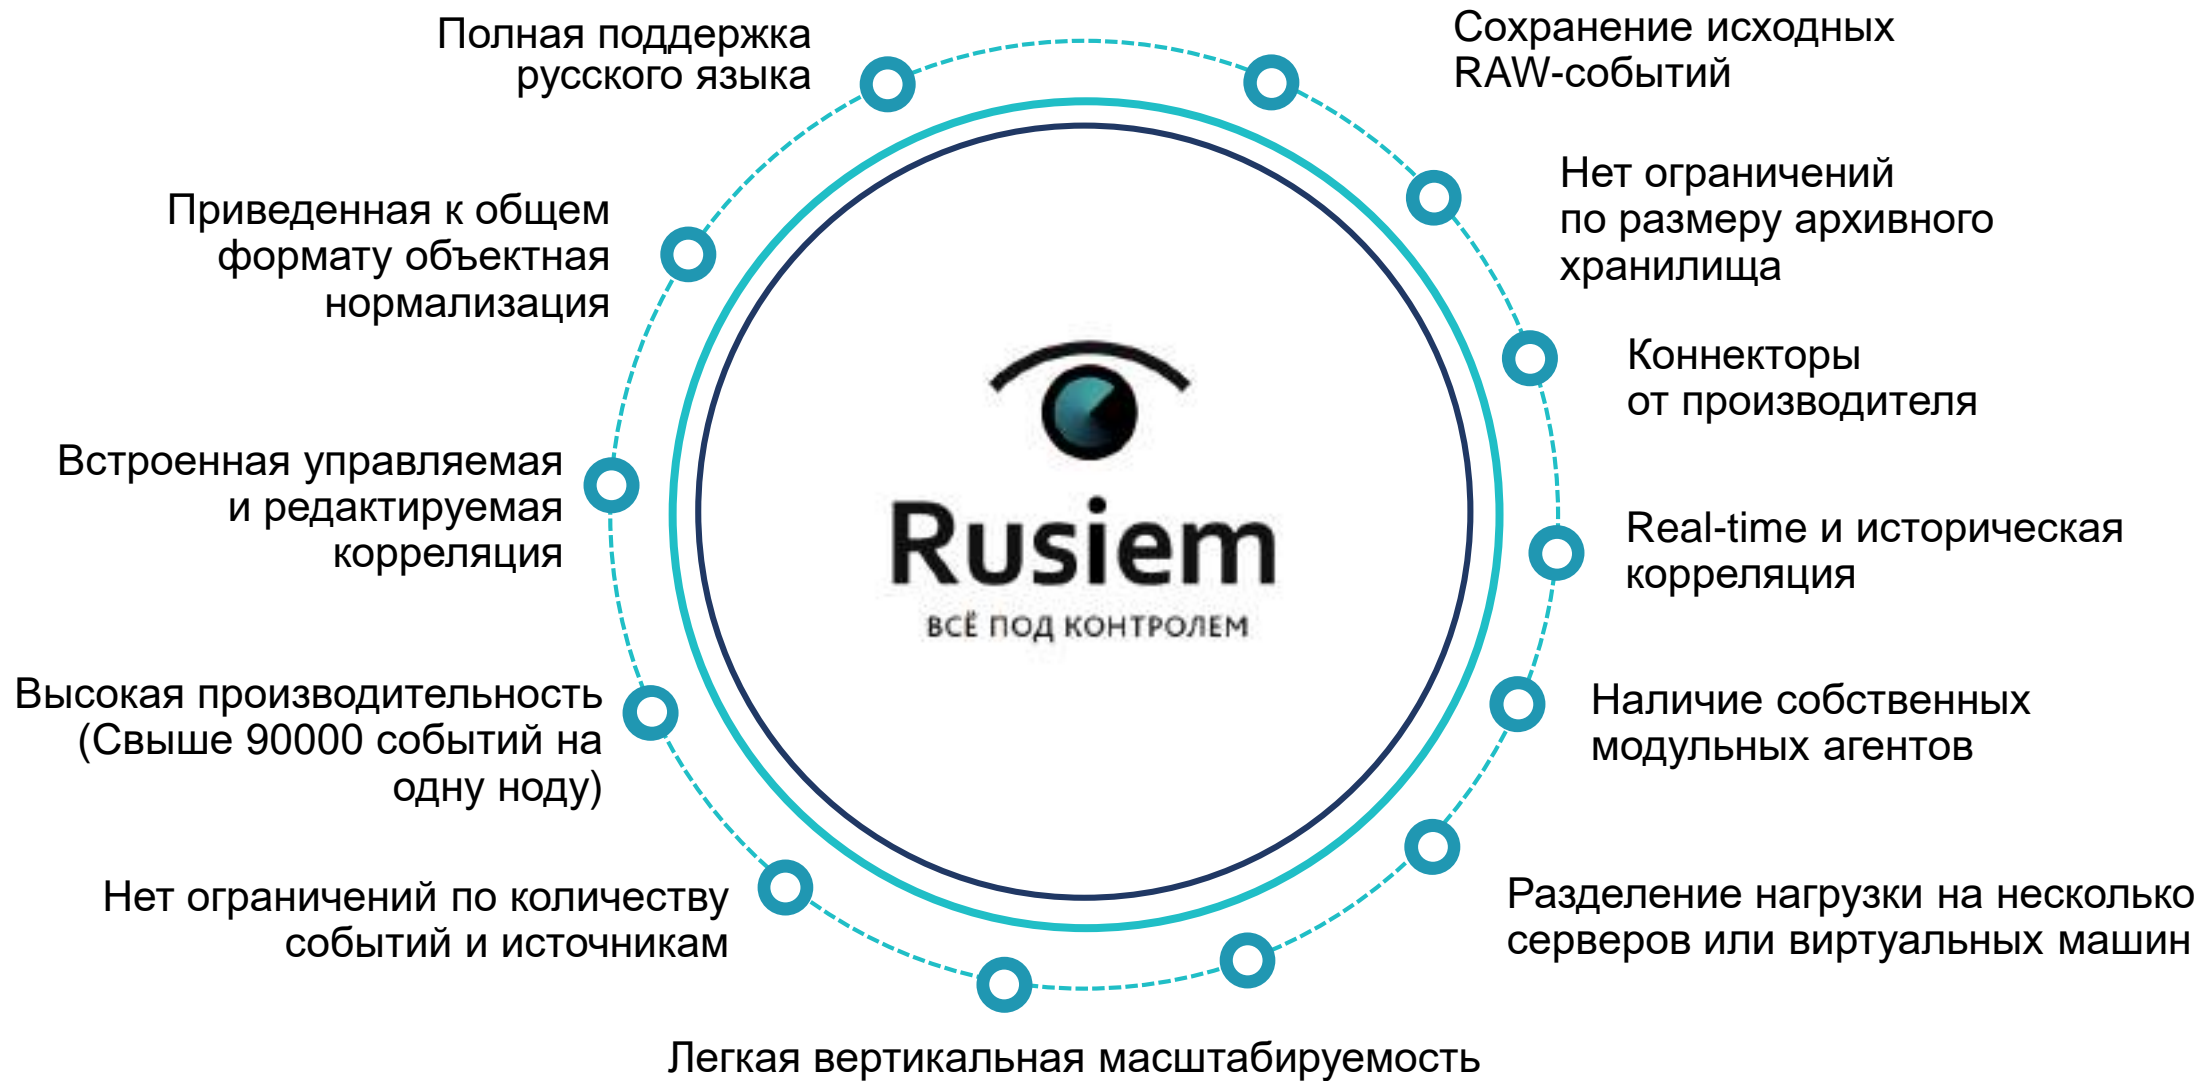 Полная поддержка
русского языка
Приведенная к общем
формату объектная
нормализация
Встроенная управляемая
и редактируемая
корреляция
Высокая производительность
(Свыше 90000 событий на
одну ноду)
Нет ограничений по количеству
событий и источникам
Легкая вертикальная масштабируемость
Сохранение исходных
RAW-событий
Нет ограничений
по размеру архивного
хранилища
Коннекторы
от производителя
Real-time и историческая
корреляция
Наличие собственных
модульных агентов
Разделение нагрузки на несколько
серверов или виртуальных машин
Rusiem
ВСЁ ПОД КОНТРОЛЕМ